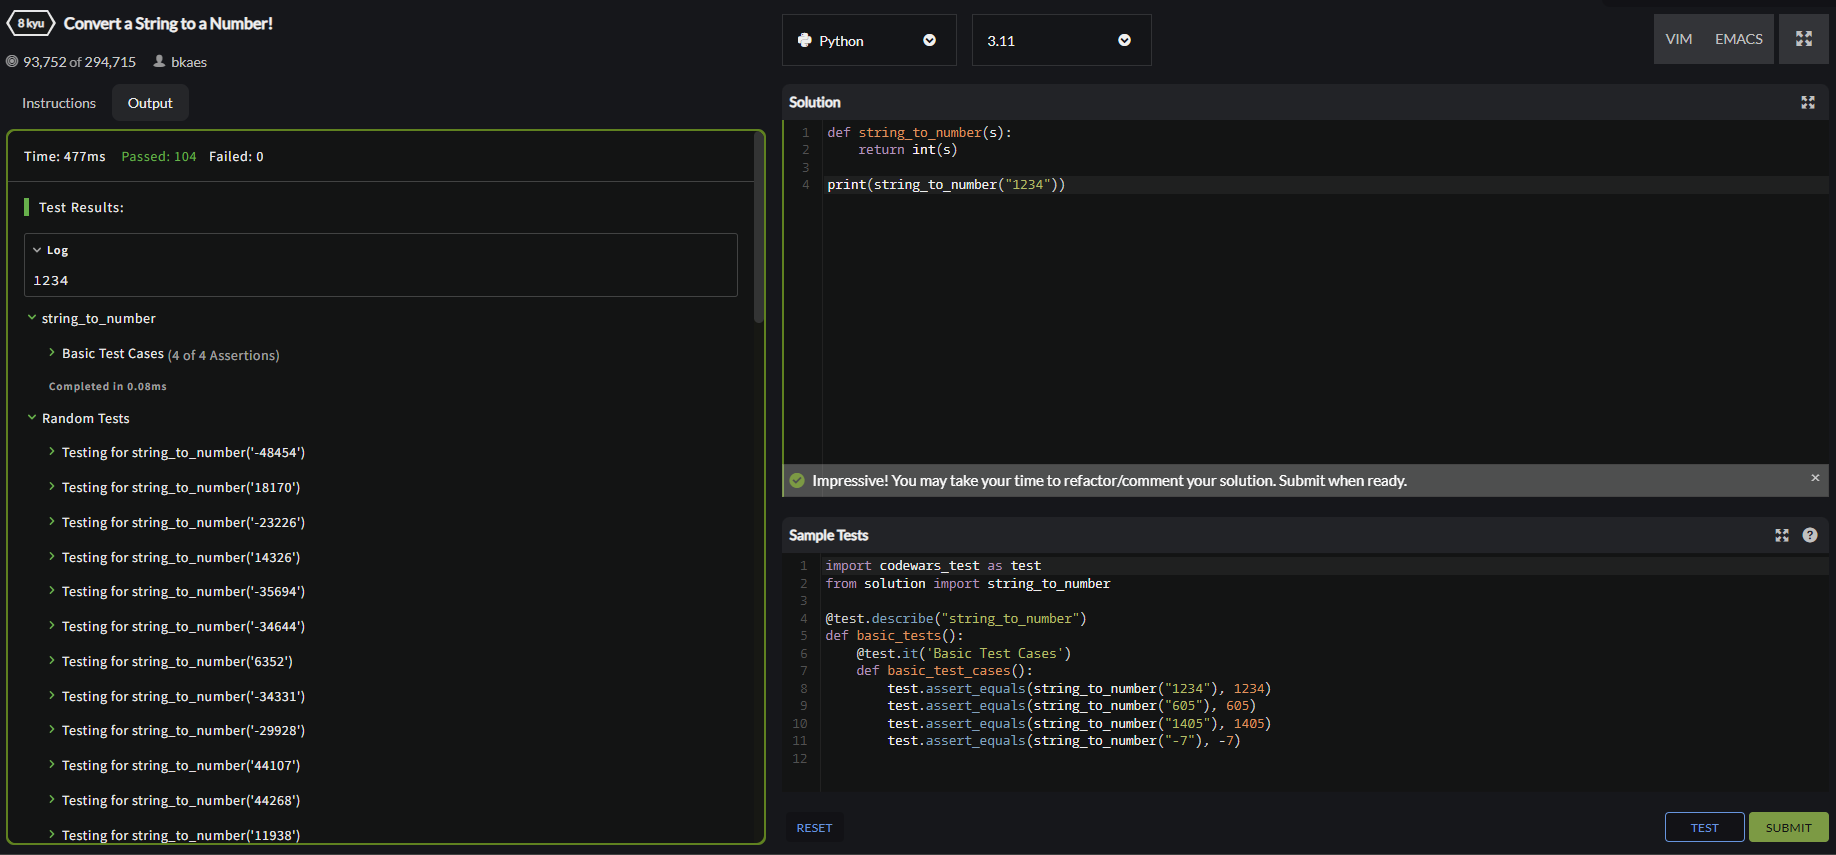 8 kyu Convert a String to a Number!
93,752 of 294,715 bkaes
Instructions Output
Time: 477ms Passed: 104 Failed: 0
Test Results:
Log
1234
string_to_number
Basic Test Cases (4 of 4 Assertions)
Completed in 0.08ms
Random Tests
Testing for string_to_number('-48454')
Testing for string_to_number('18170')
Testing for string_to_number('-23226')
Testing for string_to_number('14326')
Testing for string_to_number('-35694')
Testing for string_to_number('-34644')
Testing for string_to_number('6352')
Testing for string_to_number('-34331')
Testing for string_to_number('-29928')
Testing for string_to_number('44107')
Testing for string_to_number('44268')
Testing for string_to_number('11938')
Python 3.11 VIM EMACS
Solution
1 def string_to_number(s):
2     return int(s)
3
4 print(string_to_number("1234"))
Impressive! You may take your time to refactor/comment your solution. Submit when ready. ×
Sample Tests ?
1 import codewars_test as test
2 from solution import string_to_number
3
4 @test.describe("string_to_number")
5 def basic_tests():
6     @test.it('Basic Test Cases')
7     def basic_test_cases():
8         test.assert_equals(string_to_number("1234"), 1234)
9         test.assert_equals(string_to_number("605"), 605)
10         test.assert_equals(string_to_number("1405"), 1405)
11         test.assert_equals(string_to_number("-7"), -7)
12
RESET TEST SUBMIT